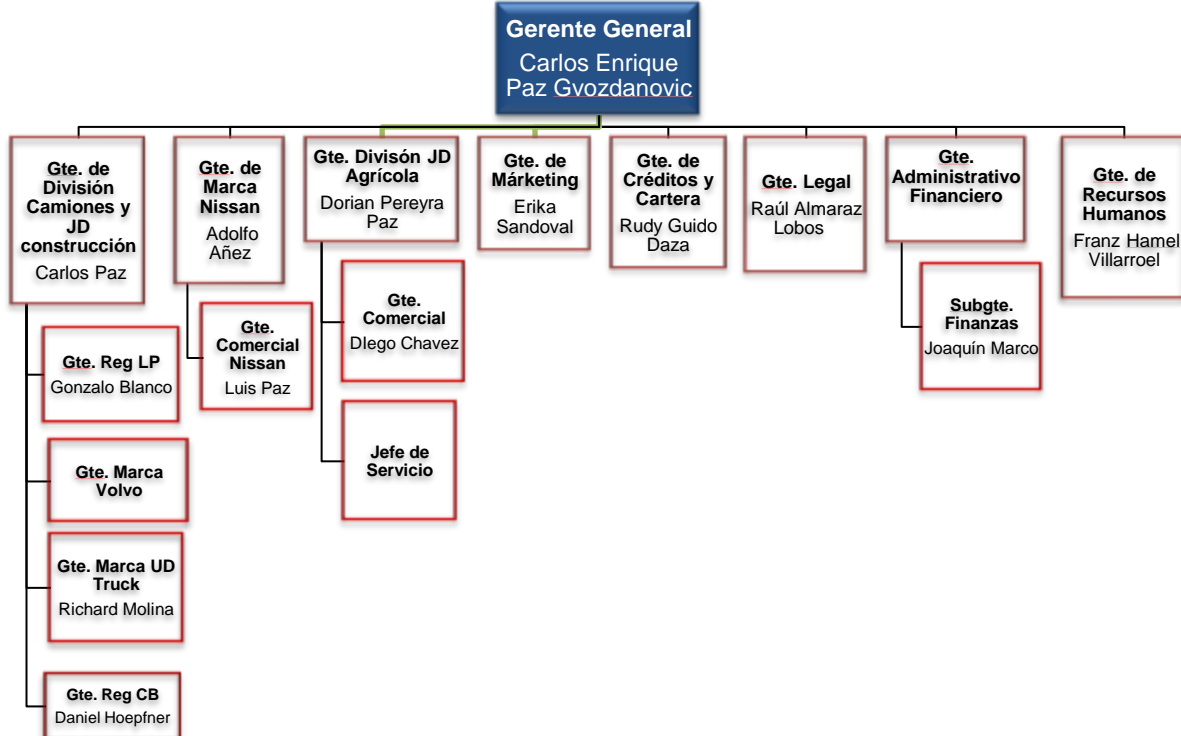 Gerente General
Carlos Enrique
Paz Gvozdanovic
Gte. de
División
Camiones y
JD
construcción
Carlos Paz
Gte. de
Marca
Nissan
Adolfo
Añez
Gte. Divisón JD
Agrícola
Dorian Pereyra
Paz
Gte. de
Márketing
Erika
Sandoval
Gte. de
Créditos y
Cartera
Rudy Guido
Daza
Gte. Legal
Raúl Almaraz
Lobos
Gte.
Administrativo
Financiero
Gte. de
Recursos
Humanos
Franz Hamel
Villarroel
Gte. Reg LP
Gonzalo Blanco
Gte. Marca
Volvo
Gte. Marca UD
Truck
Richard Molina
Gte. Reg CB
Daniel Hoepfner
Gte.
Comercial
Nissan
Luis Paz
Gte.
Comercial
DIego Chavez
Jefe de
Servicio
Subgte.
Finanzas
Joaquín Marco